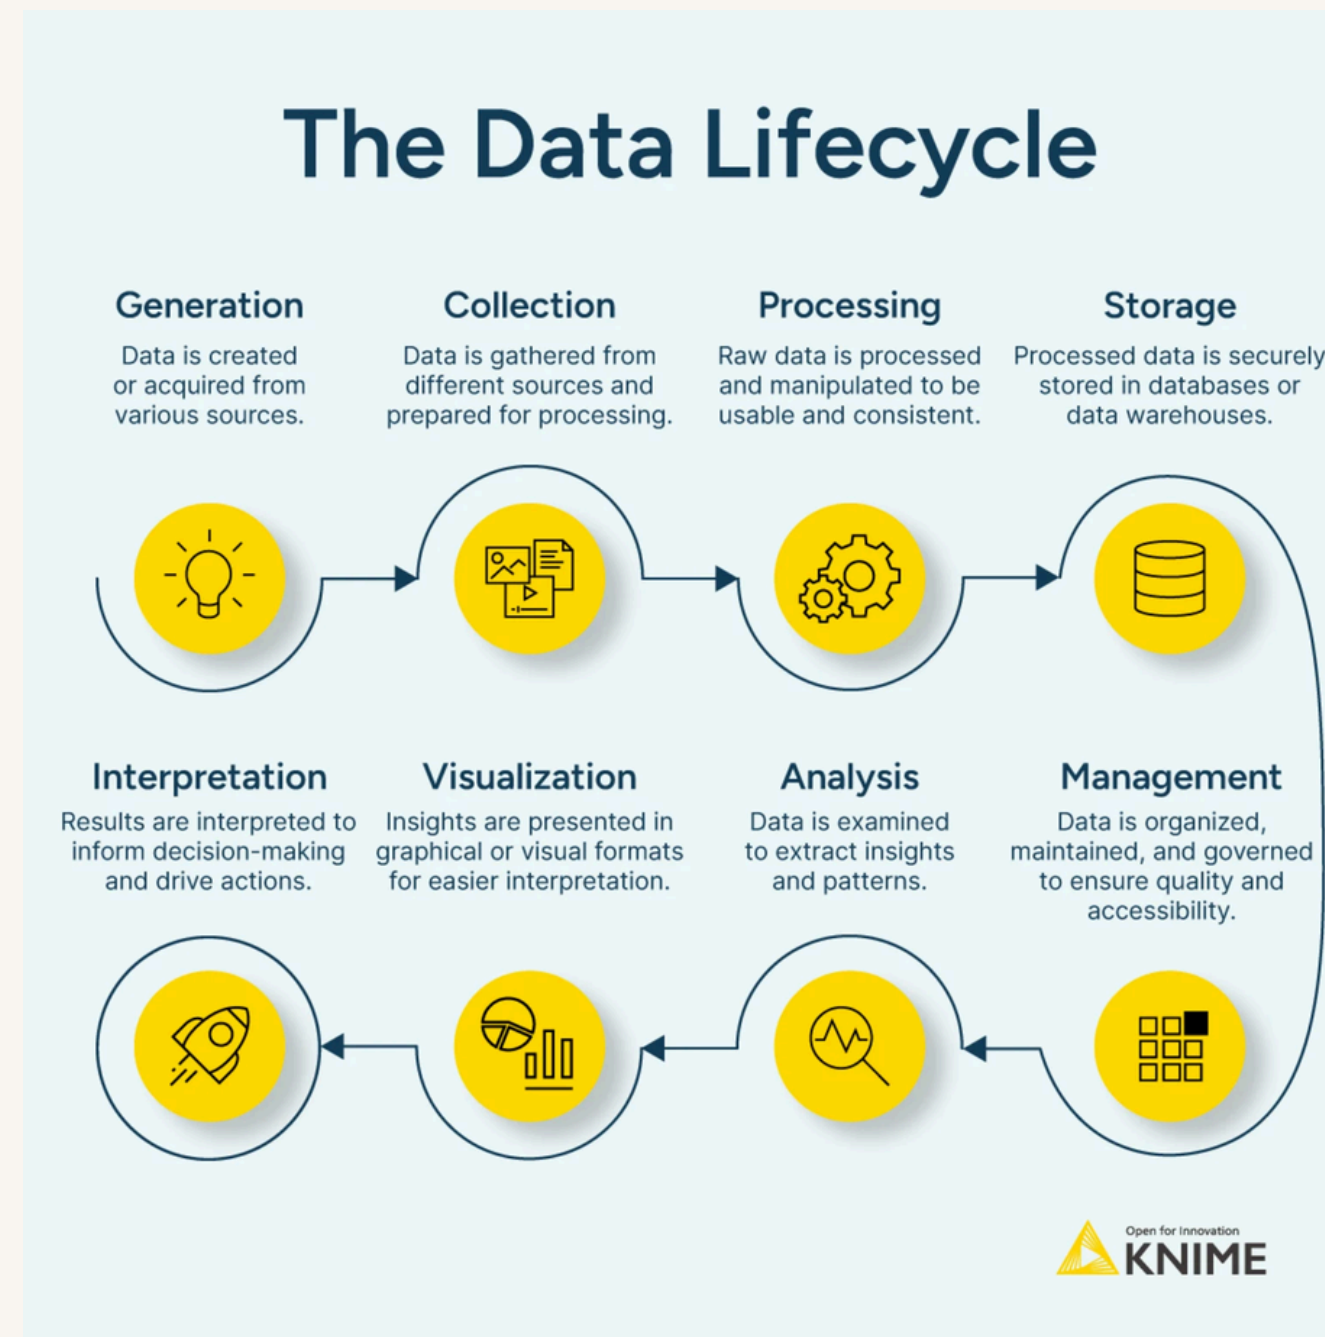 The Data Lifecycle
Generation
Data is created
or acquired from
various sources.
Collection
Data is gathered from
different sources and
prepared for processing.
Processing
Raw data is processed
and manipulated to be
usable and consistent.
Storage
Processed data is securely
stored in databases or
data warehouses.
Management
Data is organized,
maintained, and governed
to ensure quality and
accessibility.
Analysis
Data is examined
to extract insights
and patterns.
Visualization
Insights are presented in
graphical or visual formats
for easier interpretation.
Interpretation
Results are interpreted to
inform decision-making
and drive actions.
Open for Innovation
KNIME